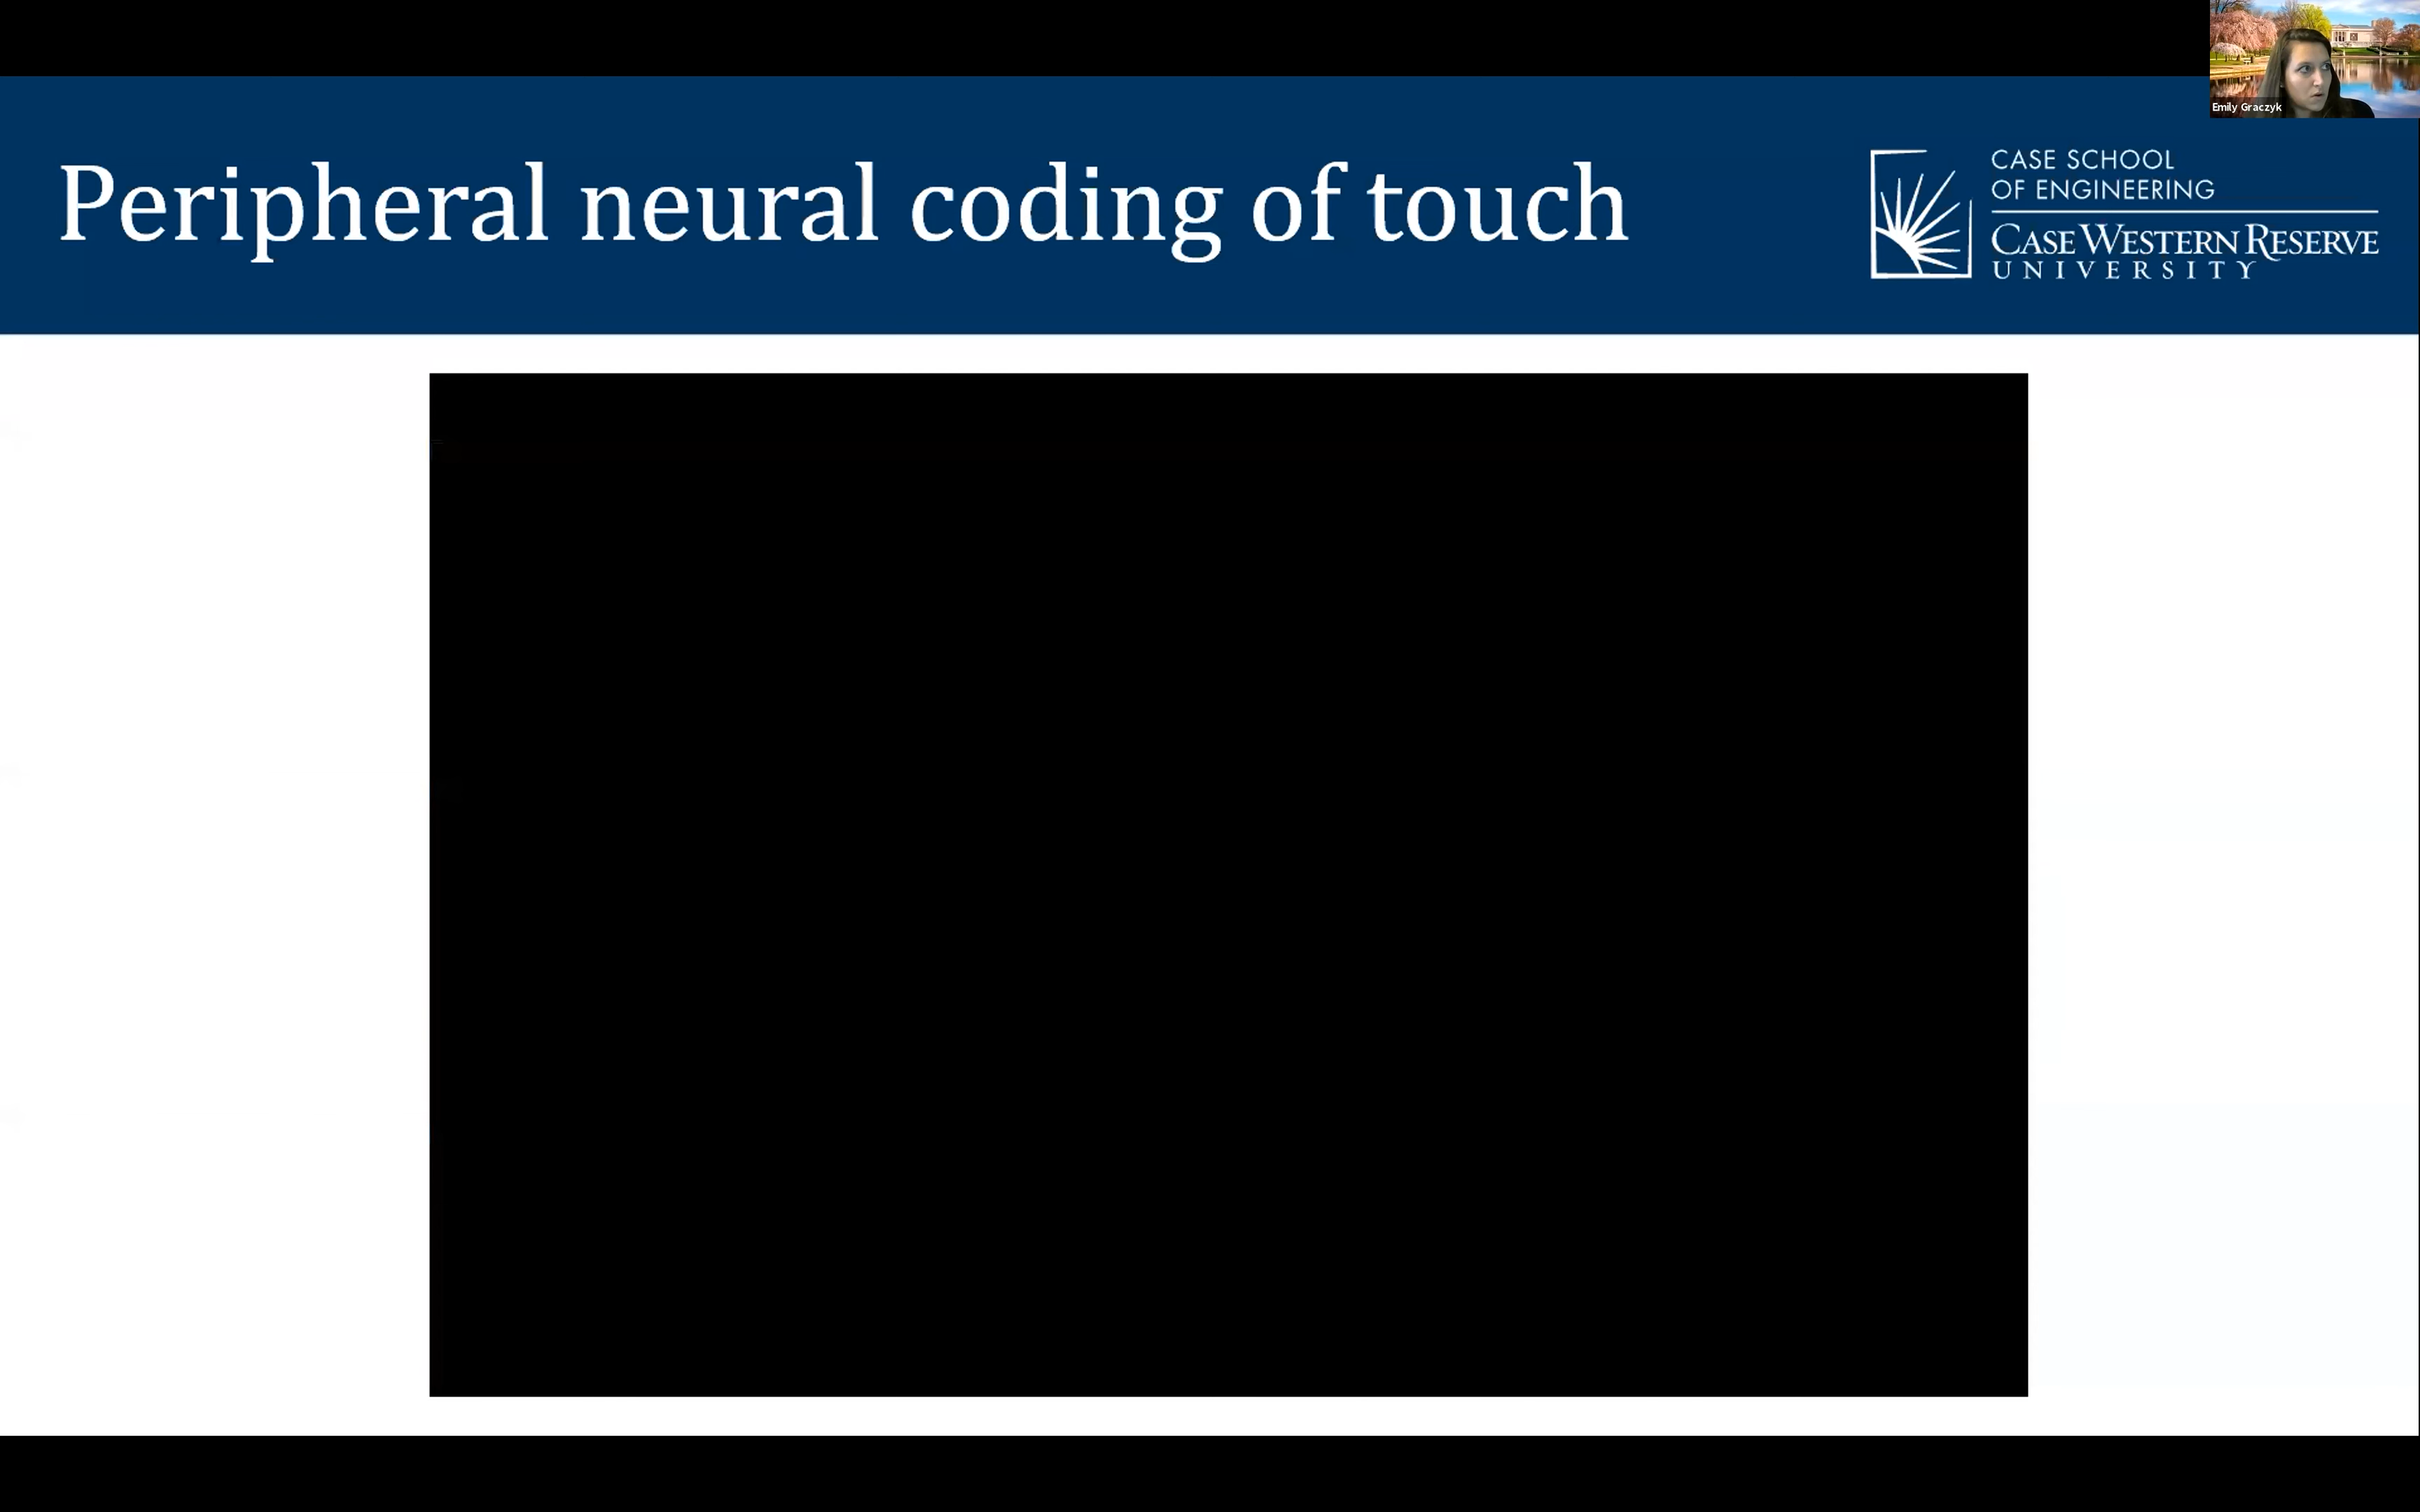 Emily Graczyk
Peripheral neural coding of touch
CASE SCHOOL
OF ENGINEERING
CASE WESTERN RESERVE
UNIVERSITY